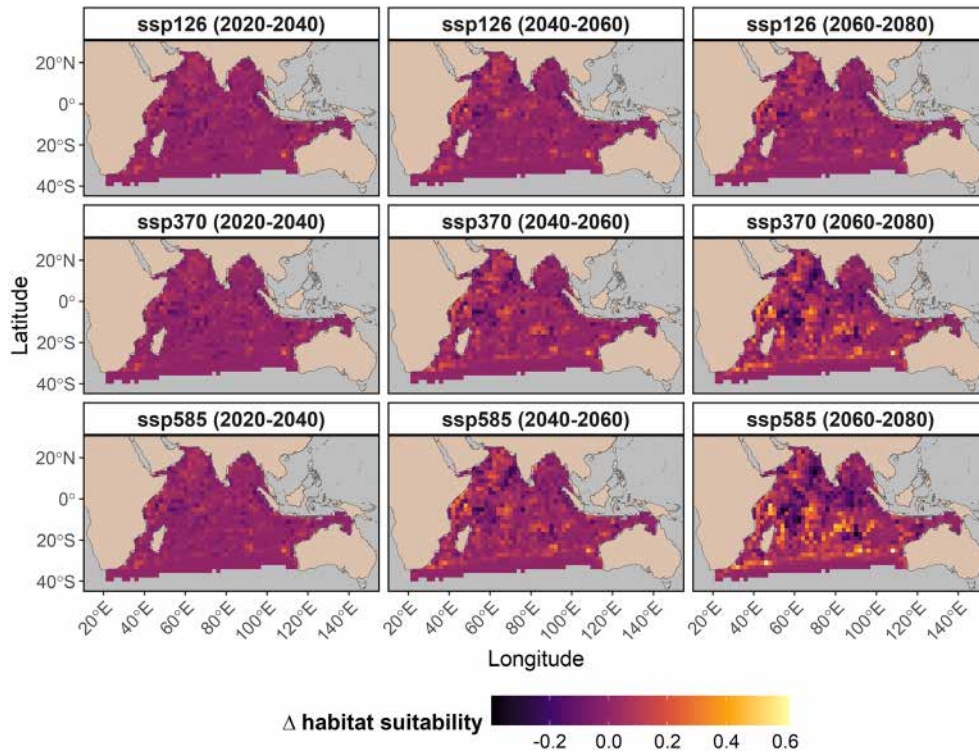 ssp126 (2020-2040) ssp126 (2040-2060) ssp126 (2060-2080)
20°N
0°
20°S
40°S
ssp370 (2020-2040) ssp370 (2040-2060) ssp370 (2060-2080)
20°N
0°
20°S
40°S
Latitude
ssp585 (2020-2040) ssp585 (2040-2060) ssp585 (2060-2080)
20°N
0°
20°S
40°S
20°E 40°E 60°E 80°E 100°E 120°E 140°E 20°E 40°E 60°E 80°E 100°E 120°E 140°E 20°E 40°E 60°E 80°E 100°E 120°E 140°E
Longitude
Δ habitat suitability
-0.2 0.0 0.2 0.4 0.6